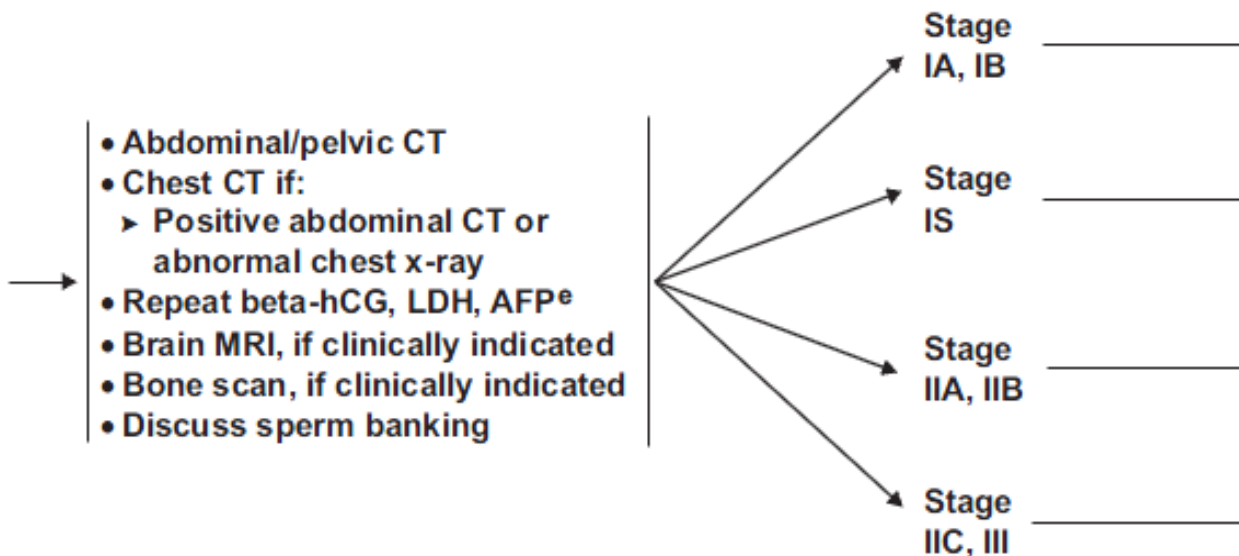 • Abdominal/pelvic CT
• Chest CT if:
➤ Positive abdominal CT or
abnormal chest x-ray
• Repeat beta-hCG, LDH, AFPᵉ
• Brain MRI, if clinically indicated
• Bone scan, if clinically indicated
• Discuss sperm banking
Stage
IA, IB
Stage
IS
Stage
IIA, IIB
Stage
IIC, III